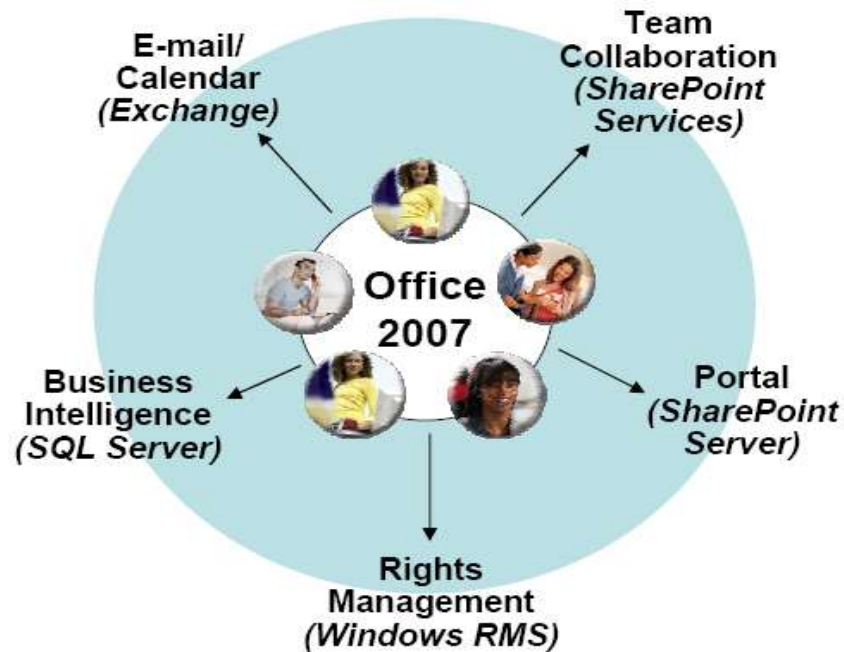 E-mail/
Calendar
(Exchange)
Team
Collaboration
(SharePoint
Services)
Office
2007
Business
Intelligence
(SQL Server)
Portal
(SharePoint
Server)
Rights
Management
(Windows RMS)